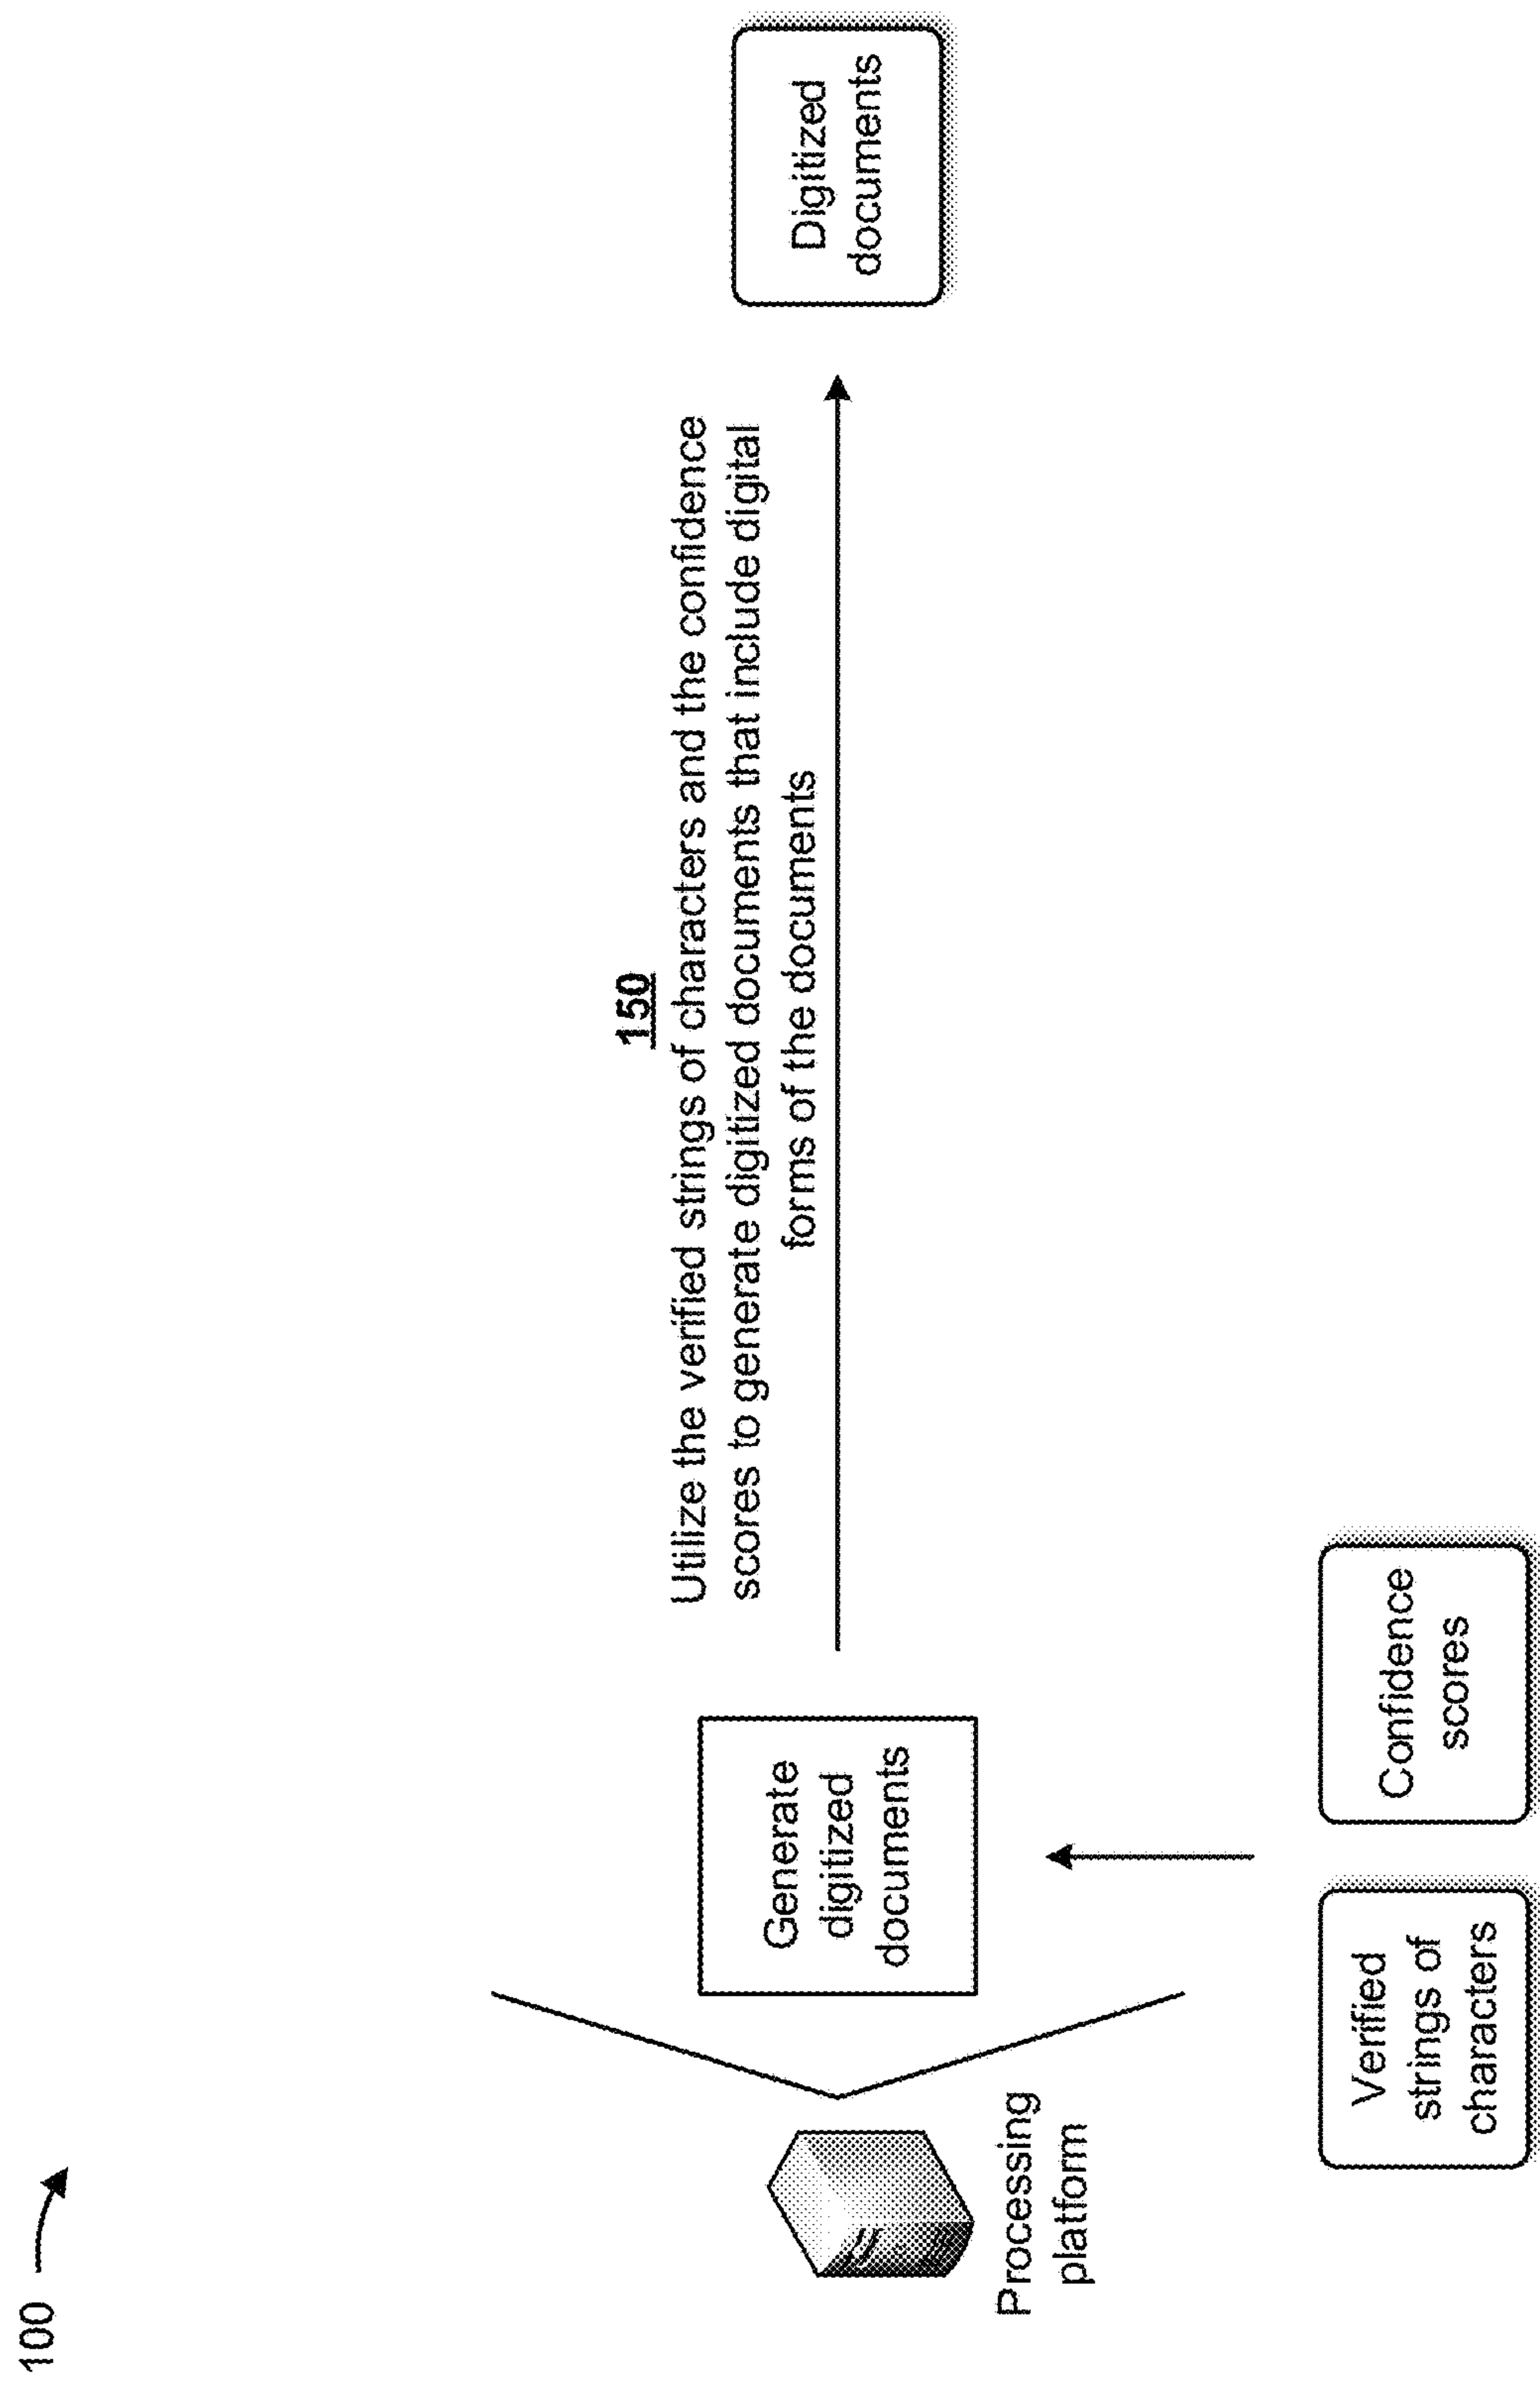 100
150
Utilize the verified strings of characters and the confidence
scores to generate digitized documents that include digital
forms of the documents
Processing
platform
Generate
digitized
documents
Digitized
documents
Verified
strings of
characters
Confidence
scores